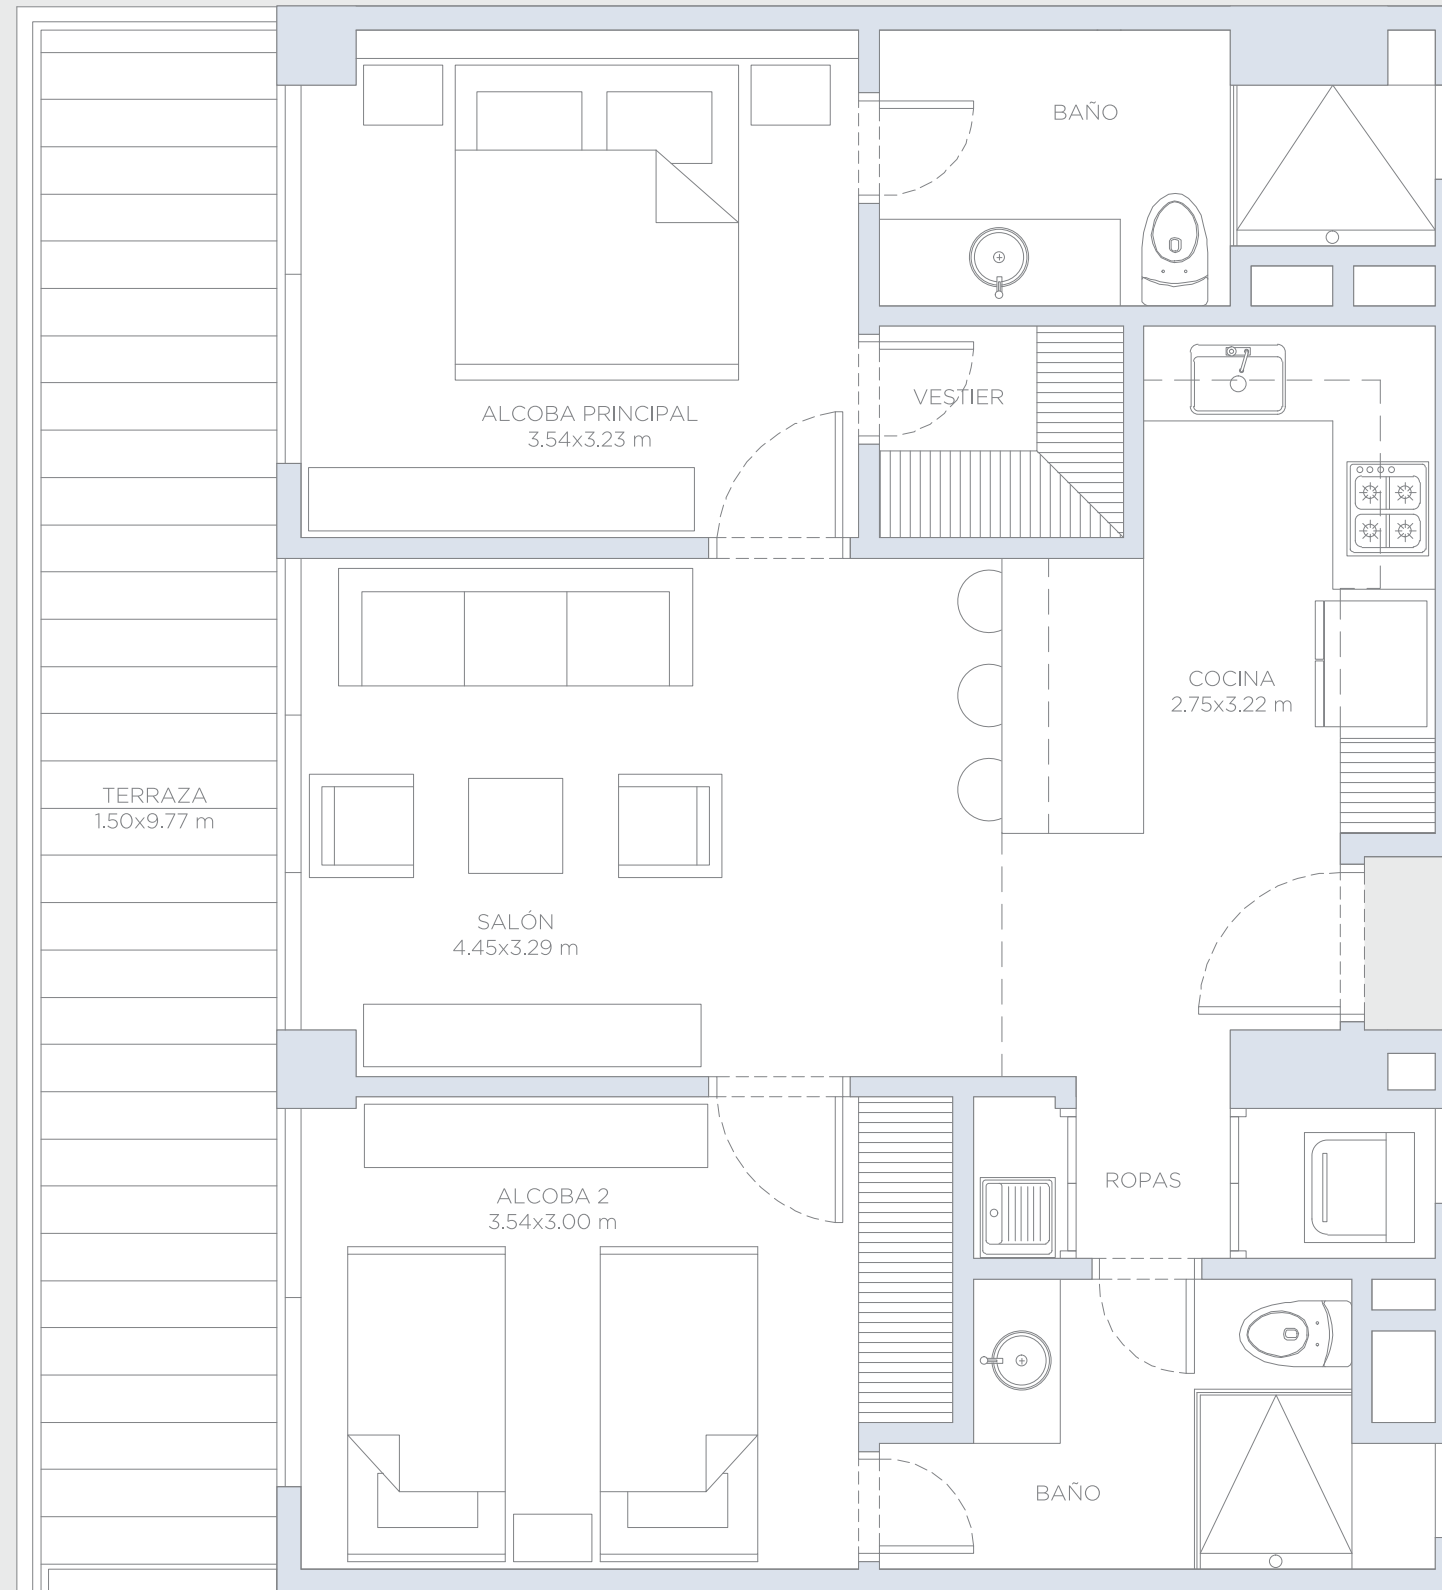 BAÑO
VESTIER
ALCOBA PRINCIPAL
3.54x3.23 m
COCINA
2.75x3.22 m
TERRAZA
1.50x9.77 m
SALÓN
4.45x3.29 m
ROPAS
ALCOBA 2
3.54x3.00 m
BAÑO